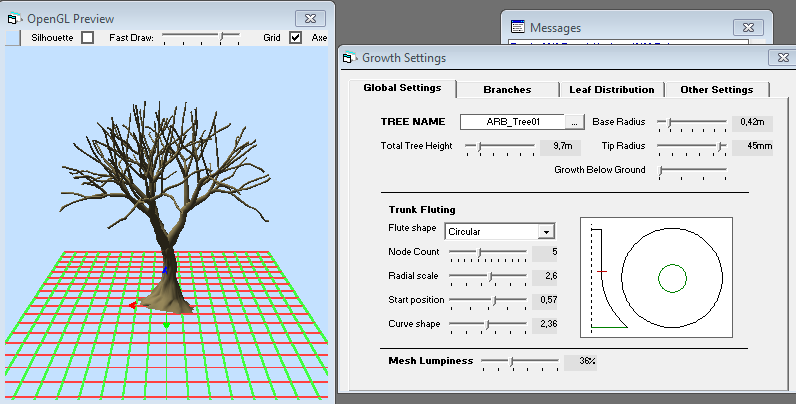 OpenGL Preview
Silhouette Fast Draw: Grid Axe
Messages
Growth Settings
Global Settings Branches Leaf Distribution Other Settings
TREE NAME ARB_Tree01 ... Base Radius 0,42m
Total Tree Height 9,7m Tip Radius 45mm
Growth Below Ground
Trunk Fluting
Flute shape Circular
Node Count 5
Radial scale 2,6
Start position 0,57
Curve shape 2,36
Mesh Lumpiness 36%